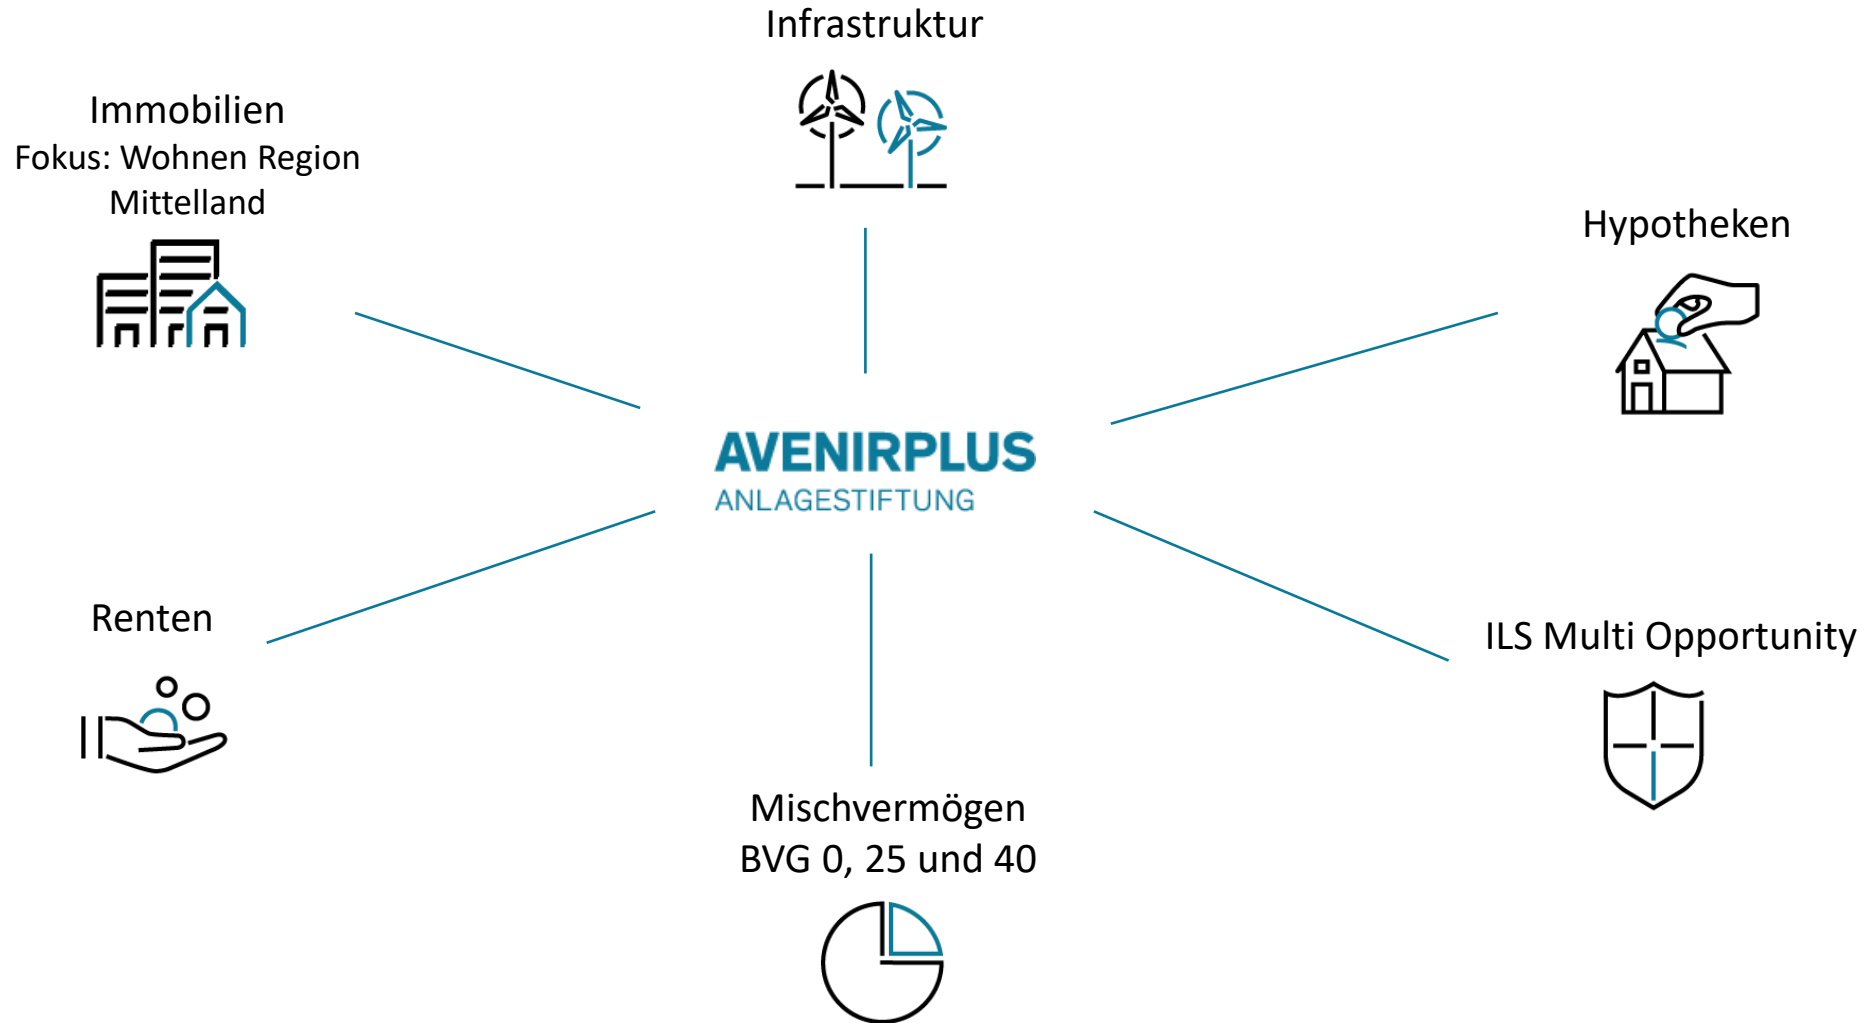 Infrastruktur
Immobilien
Fokus: Wohnen Region
Mittelland
Hypotheken
AVENIRPLUS
ANLAGESTIFTUNG
Renten
ILS Multi Opportunity
Mischvermögen
BVG 0, 25 und 40